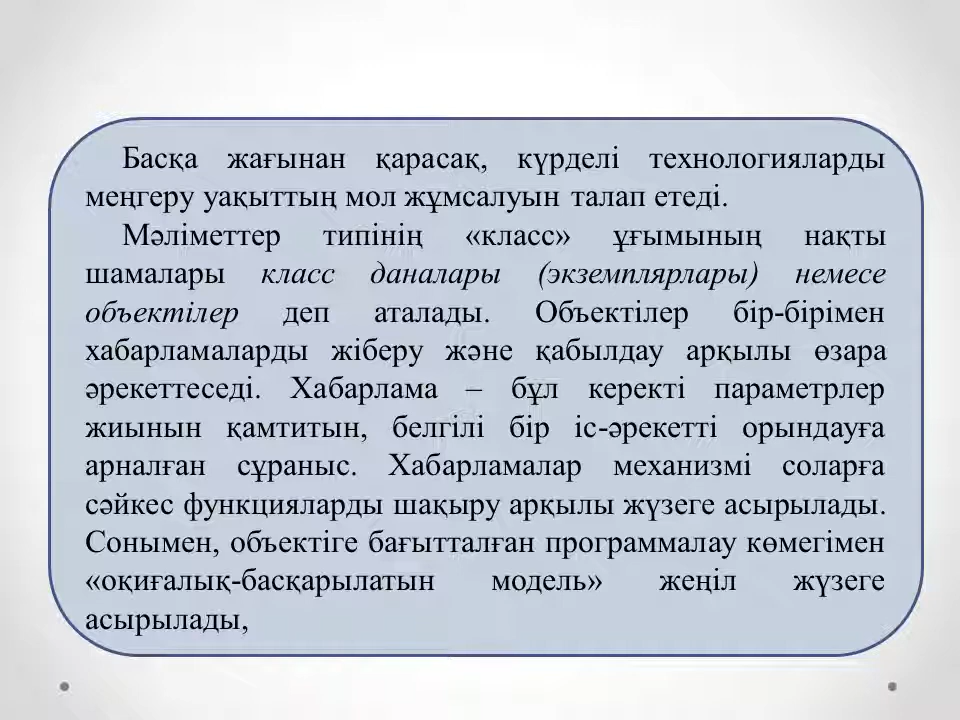 Басқа жағынан қарасақ, күрделі технологияларды
меңгеру уақыттың мол жұмсалуын талап етеді.
Мәліметтер типінің «класс» ұғымының нақты
шамалары класс даналары (экземплярлары) немесе
объектілер деп аталады. Объектілер бір-бірімен
хабарламаларды жіберу және қабылдау арқылы өзара
әрекеттеседі. Хабарлама – бұл керекті параметрлер
жиынын қамтитын, белгілі бір іс-әрекетті орындауға
арналған сұраныс. Хабарламалар механизмі соларға
сәйкес функцияларды шақыру арқылы жүзеге асырылады.
Сонымен, объектіге бағытталған программалау көмегімен
«оқиғалық-басқарылатын модель» жеңіл жүзеге
асырылады,